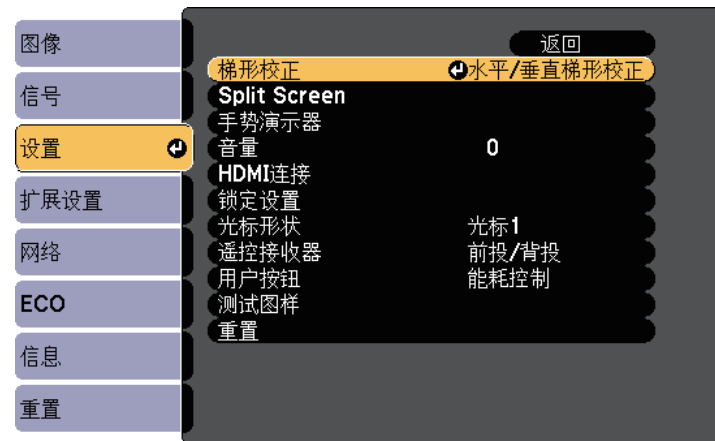 图像
信号
设置
扩展设置
网络
ECO
信息
重置
返回
梯形校正 水平/垂直梯形校正
Split Screen
手势演示器
音量 0
HDMI连接
锁定设置
光标形状 光标1
遥控接收器 前投/背投
用户按钮 能耗控制
测试图样
重置